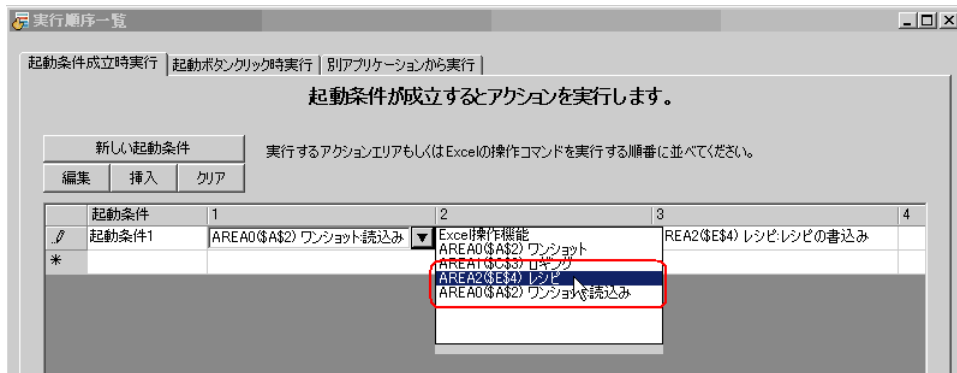 実行順序一覧
起動条件成立時実行 起動ボタンクリック時実行 別アプリケーションから実行
起動条件が成立するとアクションを実行します。
新しい起動条件
実行するアクションエリアもしくはExcelの操作コマンドを実行する順番に並べてください。
編集 挿入 クリア
起動条件 1 2 3 4
起動条件1 AREA0($A$2) ワンショット:読込み REA2($E$4) レシピ:レシピの書込み
*
Excel操作機能
AREA0($A$2) ワンショット
AREA1($C$3) ロギング
AREA2($E$4) レシピ
AREA0($A$2) ワンショット:読込み